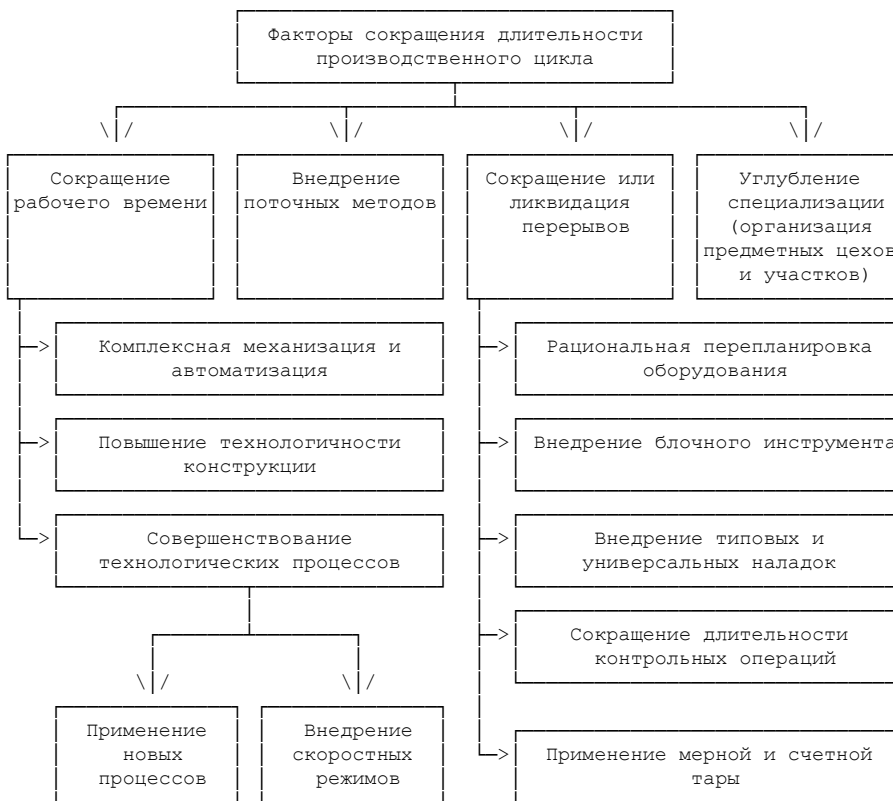 Факторы сокращения длительности
производственного цикла
Сокращение
рабочего времени
Внедрение
поточных методов
Сокращение или
ликвидация
перерывов
Углубление
специализации
(организация
предметных цехов
и участков)
Комплексная механизация и
автоматизация
Повышение технологичности
конструкции
Совершенствование
технологических процессов
Применение
новых
процессов
Внедрение
скоростных
режимов
Рациональная перепланировка
оборудования
Внедрение блочного инструмента
Внедрение типовых и
универсальных наладок
Сокращение длительности
контрольных операций
Применение мерной и счетной
тары